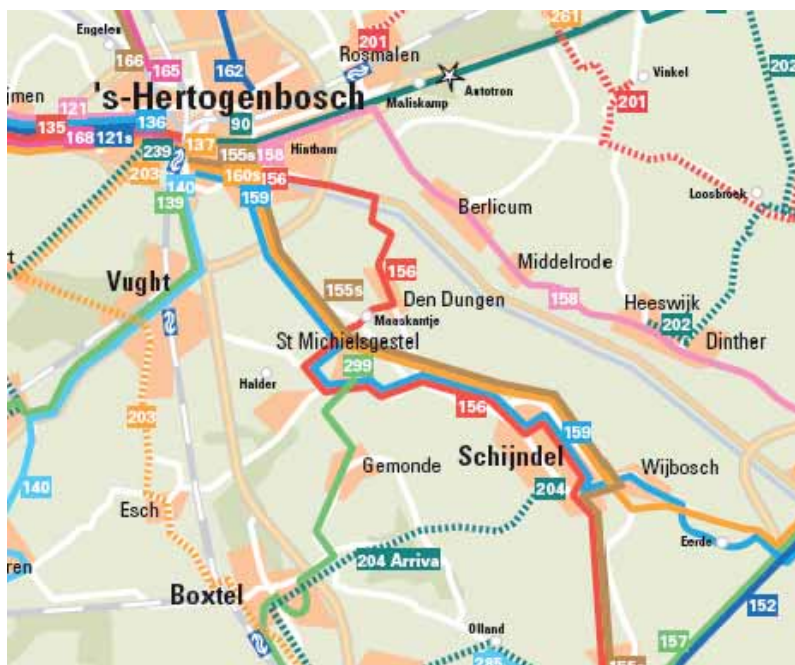 Engelen
166
165
162
Rosmalen
201
261
Vinkel
202
Autotron
Maliskamp
201
's-Hertogenbosch
ijmen
121
136
90
135
168
121s
137
155s
158
Hintham
239
203
140
160s
156
159
139
Loosbroek
Berlicum
t
Vught
155s
156
Den Dungen
Middelrode
158
Heeswijk
202
Dinther
Maaskantje
St Michielsgestel
299
Halder
203
156
159
Schijndel
Wijbosch
140
Gemonde
204
Esch
Eerde
ren
204 Arriva
Boxtel
152
Olland
157
285
155